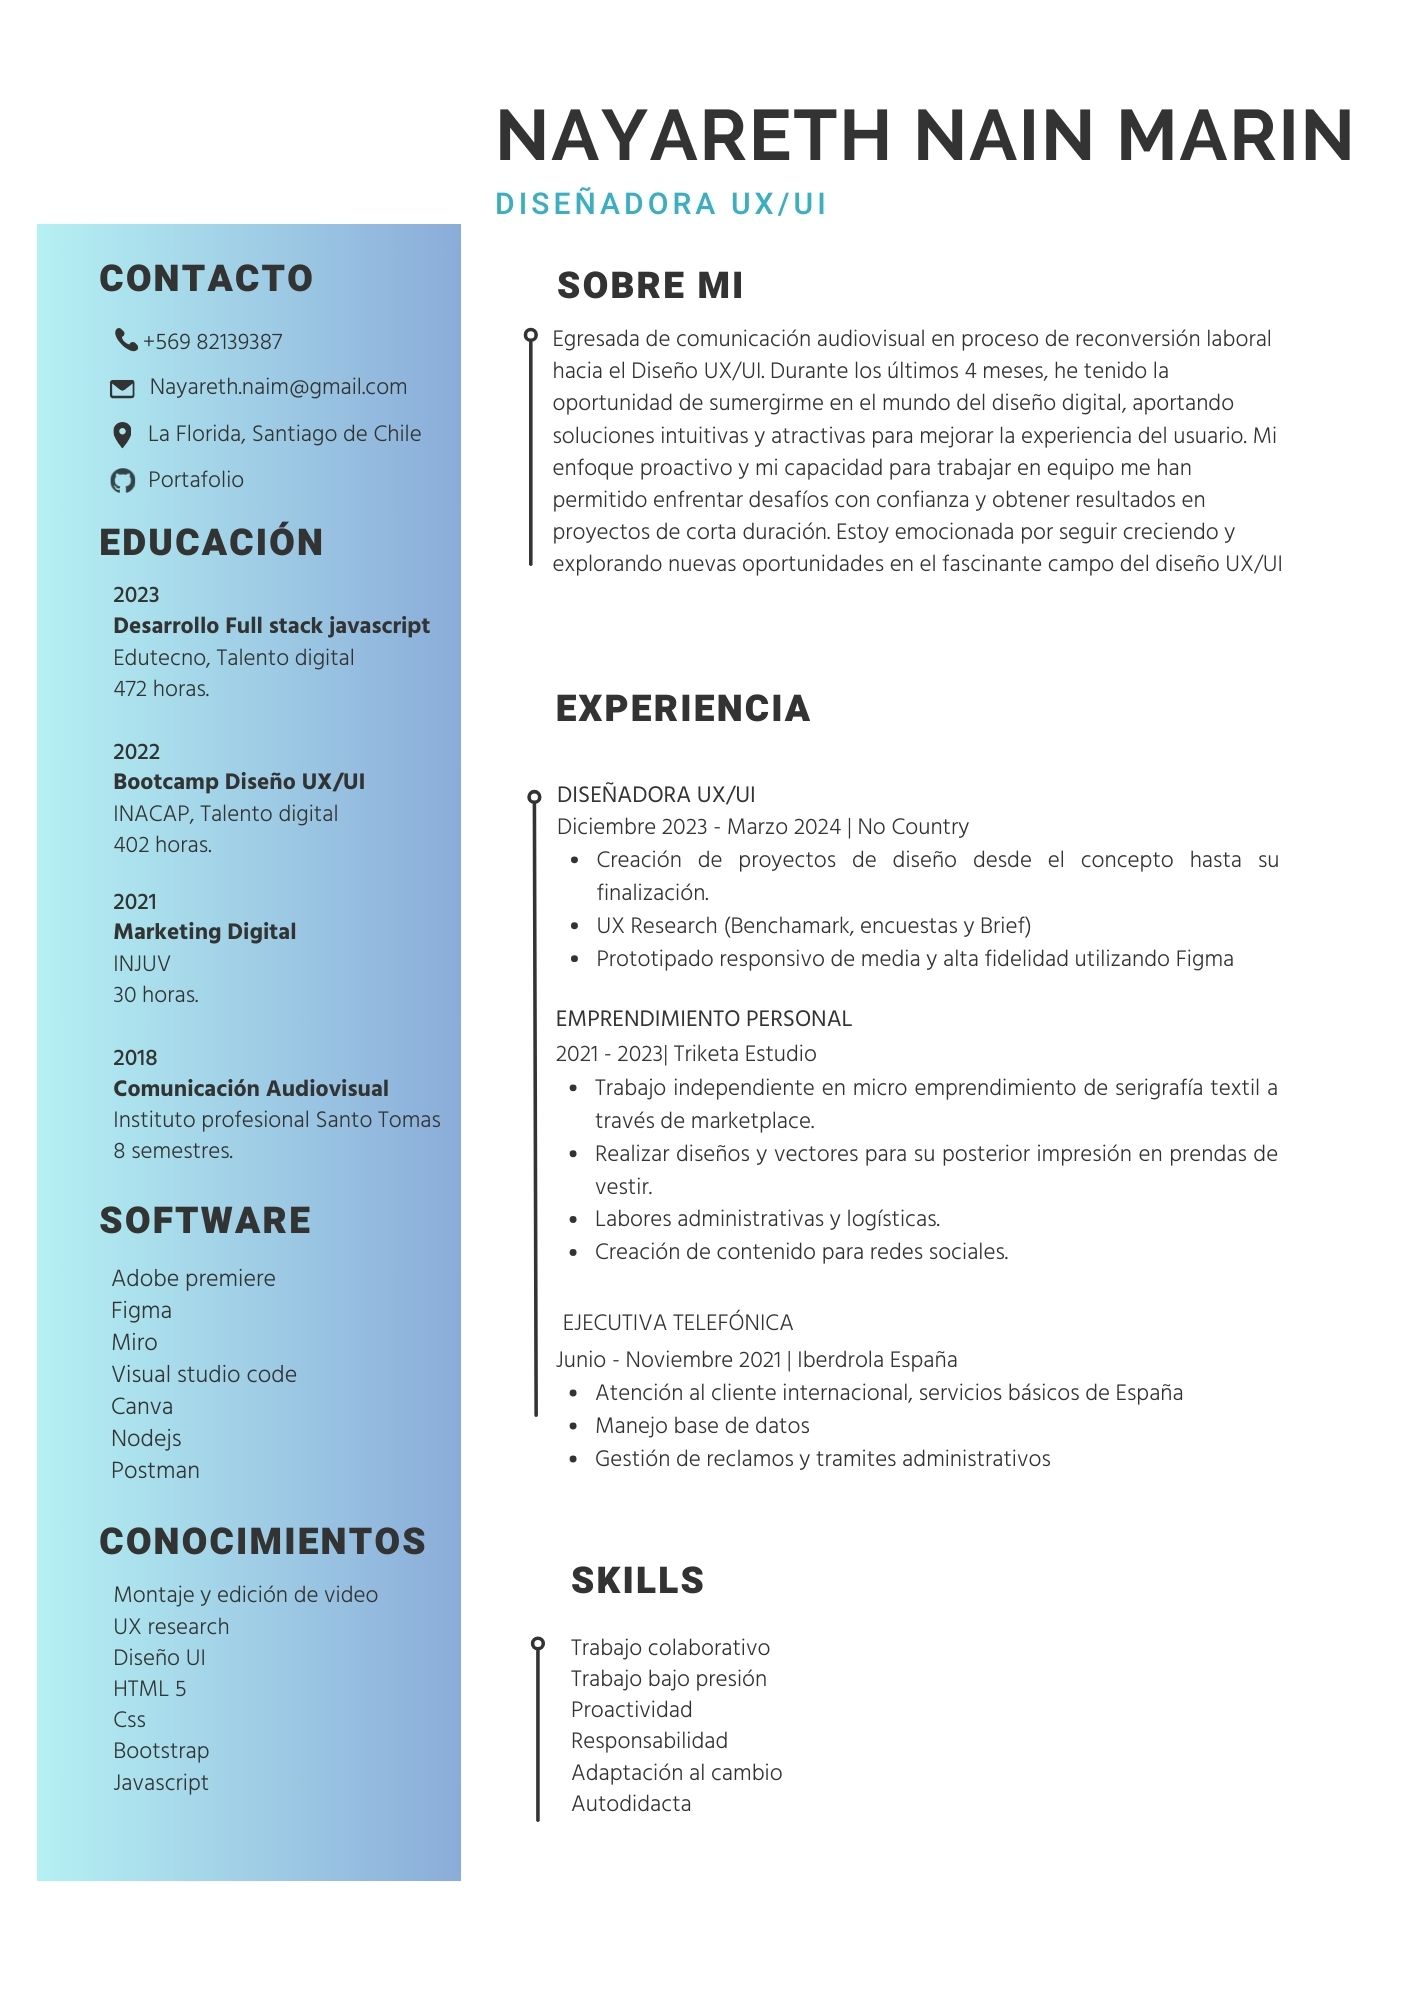 NAYARETH NAIN MARIN
DISEÑADORA UX/UI
CONTACTO
+569 82139387
Nayareth.naim@gmail.com
La Florida, Santiago de Chile
Portafolio
EDUCACIÓN
2023
Desarrollo Full stack javascript
Edutecno, Talento digital
472 horas.
2022
Bootcamp Diseño UX/UI
INACAP, Talento digital
402 horas.
2021
Marketing Digital
INJUV
30 horas.
2018
Comunicación Audiovisual
Instituto profesional Santo Tomas
8 semestres.
SOFTWARE
Adobe premiere
Figma
Miro
Visual studio code
Canva
Nodejs
Postman
CONOCIMIENTOS
Montaje y edición de video
UX research
Diseño UI
HTML 5
Css
Bootstrap
Javascript
SOBRE MI
Egresada de comunicación audiovisual en proceso de reconversión laboral
hacia el Diseño UX/UI. Durante los últimos 4 meses, he tenido la
oportunidad de sumergirme en el mundo del diseño digital, aportando
soluciones intuitivas y atractivas para mejorar la experiencia del usuario. Mi
enfoque proactivo y mi capacidad para trabajar en equipo me han
permitido enfrentar desafíos con confianza y obtener resultados en
proyectos de corta duración. Estoy emocionada por seguir creciendo y
explorando nuevas oportunidades en el fascinante campo del diseño UX/UI
EXPERIENCIA
DISEÑADORA UX/UI
Diciembre 2023 - Marzo 2024 | No Country
• Creación de proyectos de diseño desde el concepto hasta su
finalización.
• UX Research (Benchamark, encuestas y Brief)
• Prototipado responsivo de media y alta fidelidad utilizando Figma
EMPRENDIMIENTO PERSONAL
2021 - 2023| Triketa Estudio
• Trabajo independiente en micro emprendimiento de serigrafía textil a
través de marketplace.
• Realizar diseños y vectores para su posterior impresión en prendas de
vestir.
• Labores administrativas y logísticas.
• Creación de contenido para redes sociales.
EJECUTIVA TELEFÓNICA
Junio - Noviembre 2021 | Iberdrola España
• Atención al cliente internacional, servicios básicos de España
• Manejo base de datos
• Gestión de reclamos y tramites administrativos
SKILLS
Trabajo colaborativo
Trabajo bajo presión
Proactividad
Responsabilidad
Adaptación al cambio
Autodidacta